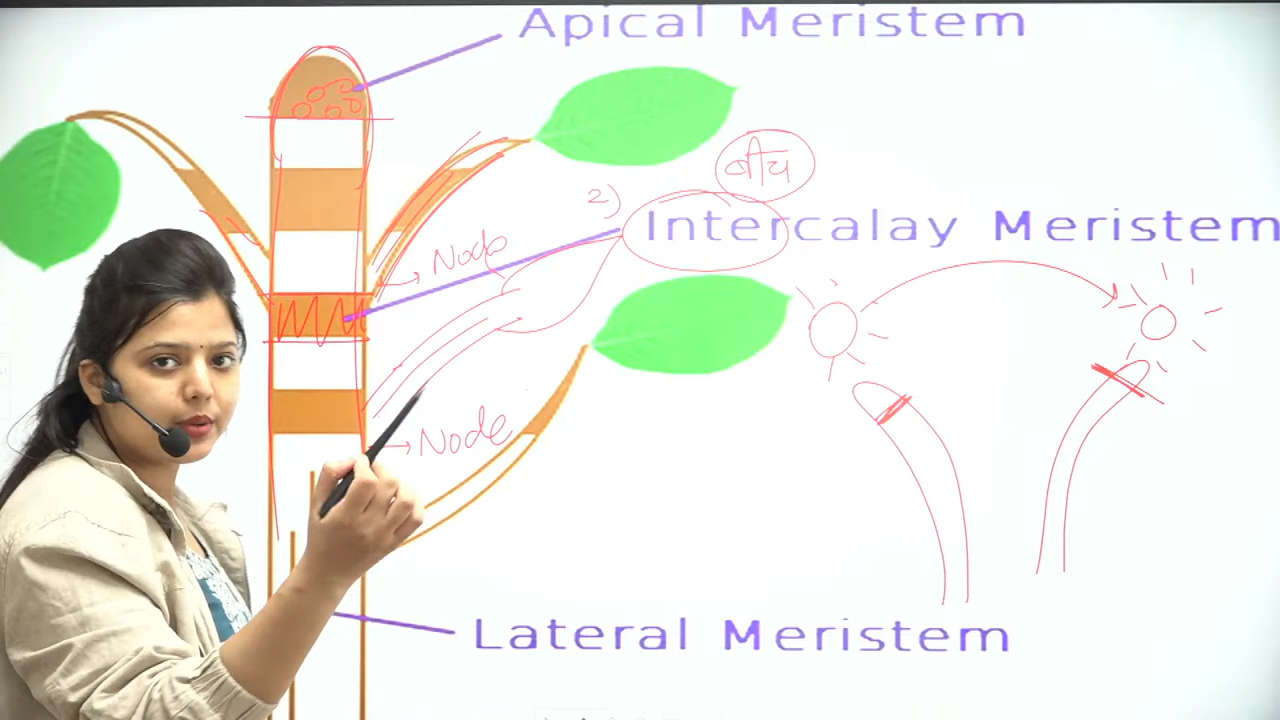 Apical Meristem
बीच
2)
Intercalay Meristem
Node
Node
Lateral Meristem